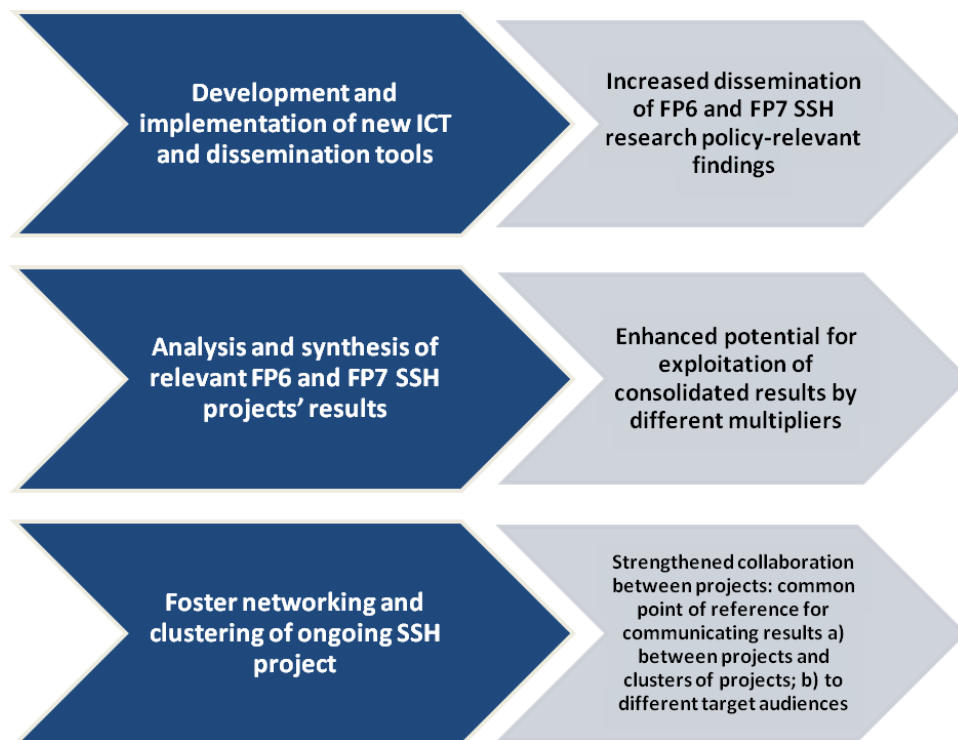 Development and
implementation of new ICT
and dissemination tools
Increased dissemination
of FP6 and FP7 SSH
research policy-relevant
findings
Analysis and synthesis of
relevant FP6 and FP7 SSH
projects’ results
Enhanced potential for
exploitation of
consolidated results by
different multipliers
Foster networking and
clustering of ongoing SSH
project
Strengthened collaboration
between projects: common
point of reference for
communicating results a)
between projects and
clusters of projects; b) to
different target audiences